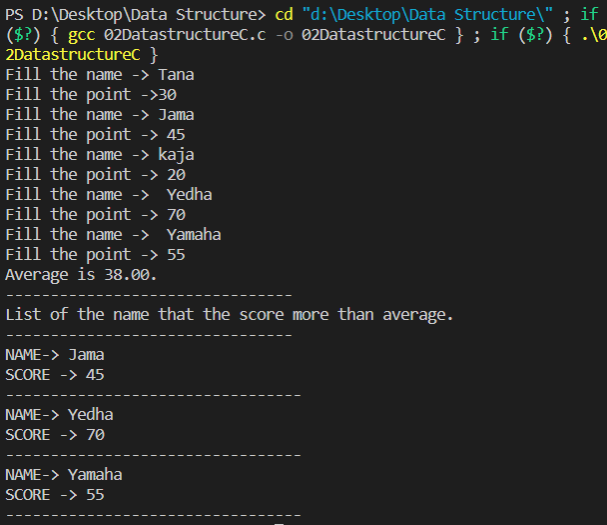 PS D:\Desktop\Data Structure> cd "d:\Desktop\Data Structure\" ; if
($?) { gcc 02DatastructureC.c -o 02DatastructureC } ; if ($?) { .\0
2DatastructureC }
Fill the name -> Tana
Fill the point ->30
Fill the name -> Jama
Fill the point -> 45
Fill the name -> kaja
Fill the point -> 20
Fill the name ->  Yedha
Fill the point -> 70
Fill the name ->  Yamaha
Fill the point -> 55
Average is 38.00.
--------------------------------
List of the name that the score more than average.
--------------------------------
NAME-> Jama
SCORE -> 45
---------------------------------
NAME-> Yedha
SCORE -> 70
---------------------------------
NAME-> Yamaha
SCORE -> 55
---------------------------------